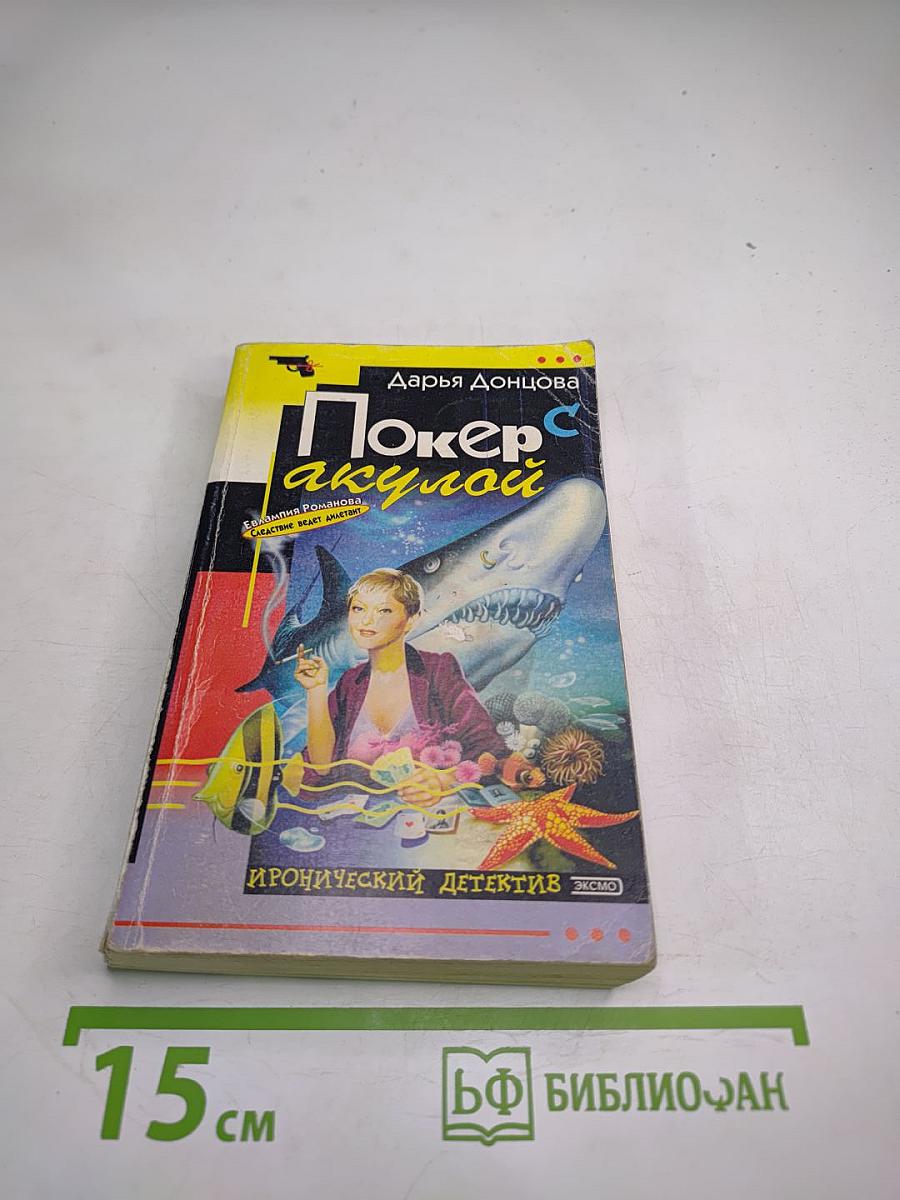 Дарья Донцова
Покер с
акулой
Евлампия Романова
Следствие ведет дилетант
ИРОНИЧЕСКИЙ ДЕТЕКТИВ ЭКСМО
15 см
БФ БИБЛИОФАН